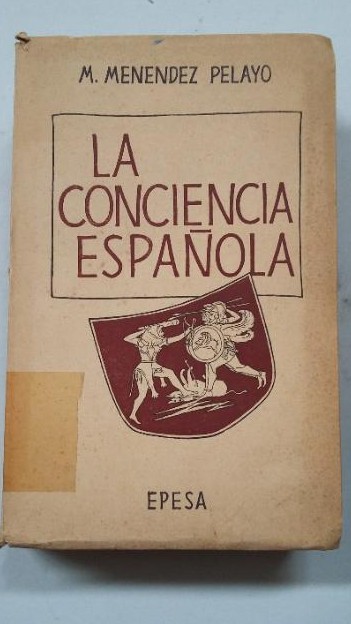 M. MENENDEZ PELAYO
LA
CONCIENCIA
ESPAÑOLA
EPESA